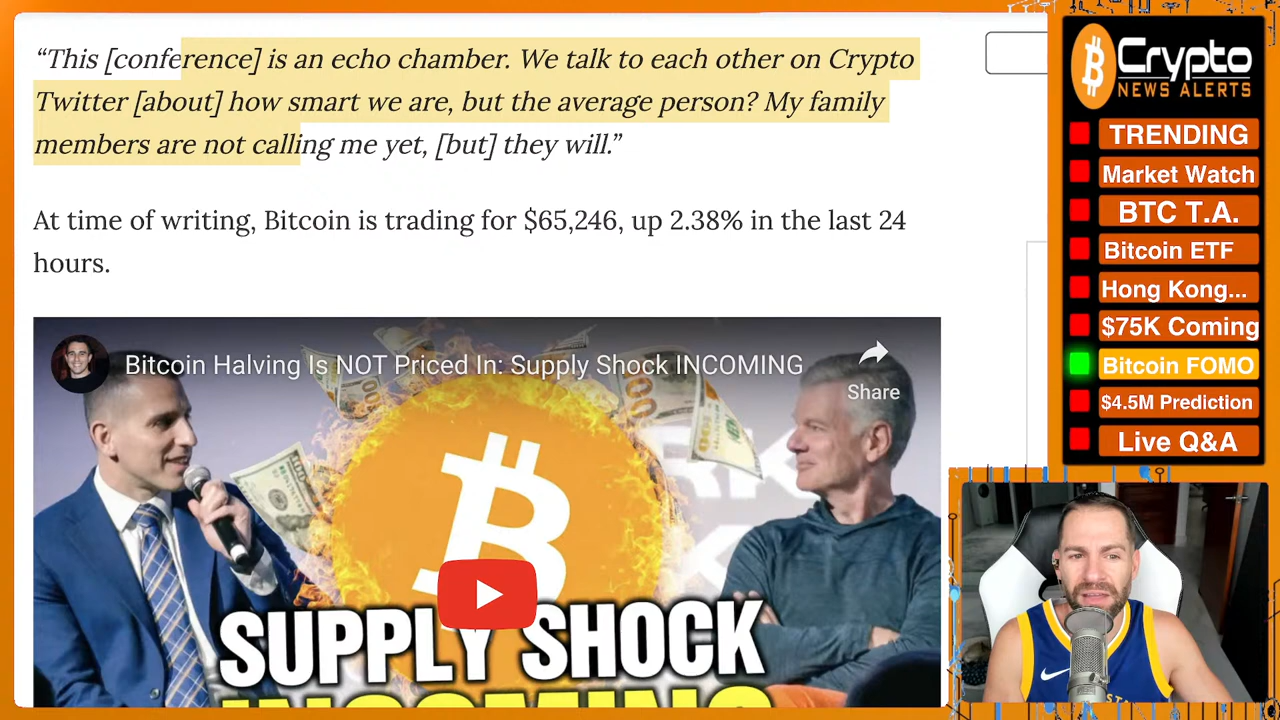 “This [conference] is an echo chamber. We talk to each other on Crypto
Twitter [about] how smart we are, but the average person? My family
members are not calling me yet, [but] they will.”
At time of writing, Bitcoin is trading for $65,246, up 2.38% in the last 24
hours.
Bitcoin Halving Is NOT Priced In: Supply Shock INCOMING
Share
SUPPLY SHOCK
INCOMING
Crypto
NEWS ALERTS
TRENDING
Market Watch
BTC T.A.
Bitcoin ETF
Hong Kong...
$75K Coming
Bitcoin FOMO
$4.5M Prediction
Live Q&A